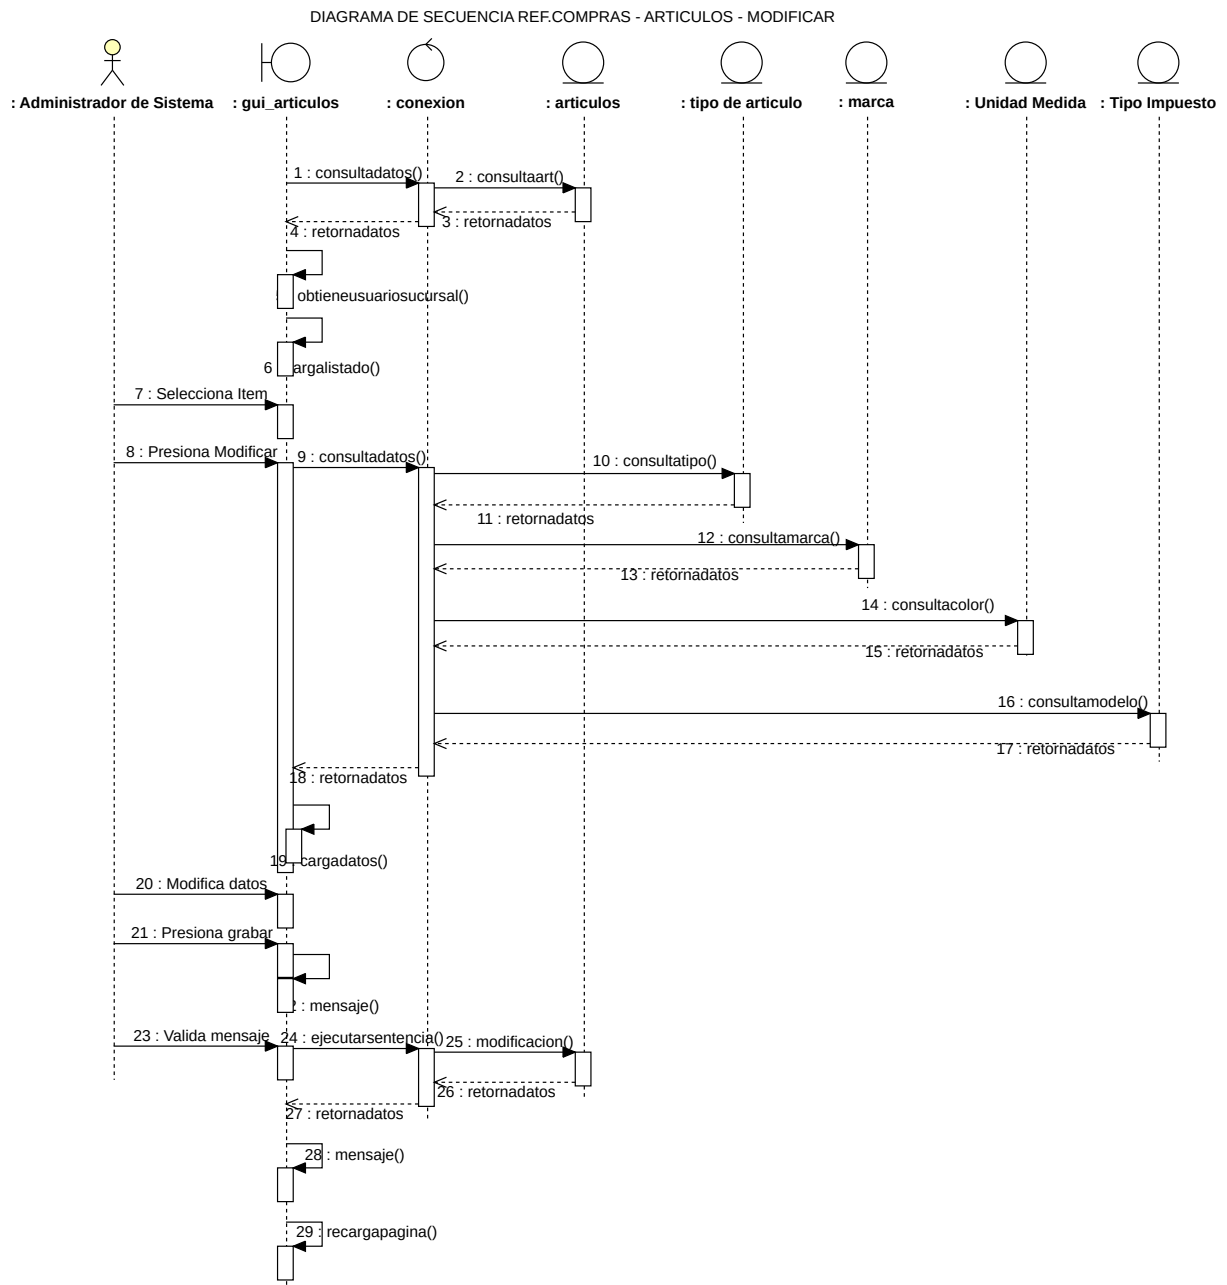 DIAGRAMA DE SECUENCIA REF.COMPRAS - ARTICULOS - MODIFICAR
: Administrador de Sistema
: gui_articulos
: conexion
: articulos
: tipo de articulo
: marca
: Unidad Medida
: Tipo Impuesto
1 : consultadatos()
2 : consultaart()
3 : retornadatos
4 : retornadatos
obtieneusuariosucursal()
6 argalistado()
7 : Selecciona Item
8 : Presiona Modificar
9 : consultadatos()
10 : consultatipo()
11 : retornadatos
12 : consultamarca()
13 : retornadatos
14 : consultacolor()
15 : retornadatos
16 : consultamodelo()
17 : retornadatos
18 : retornadatos
19 cargadatos()
20 : Modifica datos
21 : Presiona grabar
: mensaje()
23 : Valida mensaje
24 : ejecutarsentencia()
25 : modificacion()
26 : retornadatos
27 : retornadatos
28 : mensaje()
29 : recargapagina()